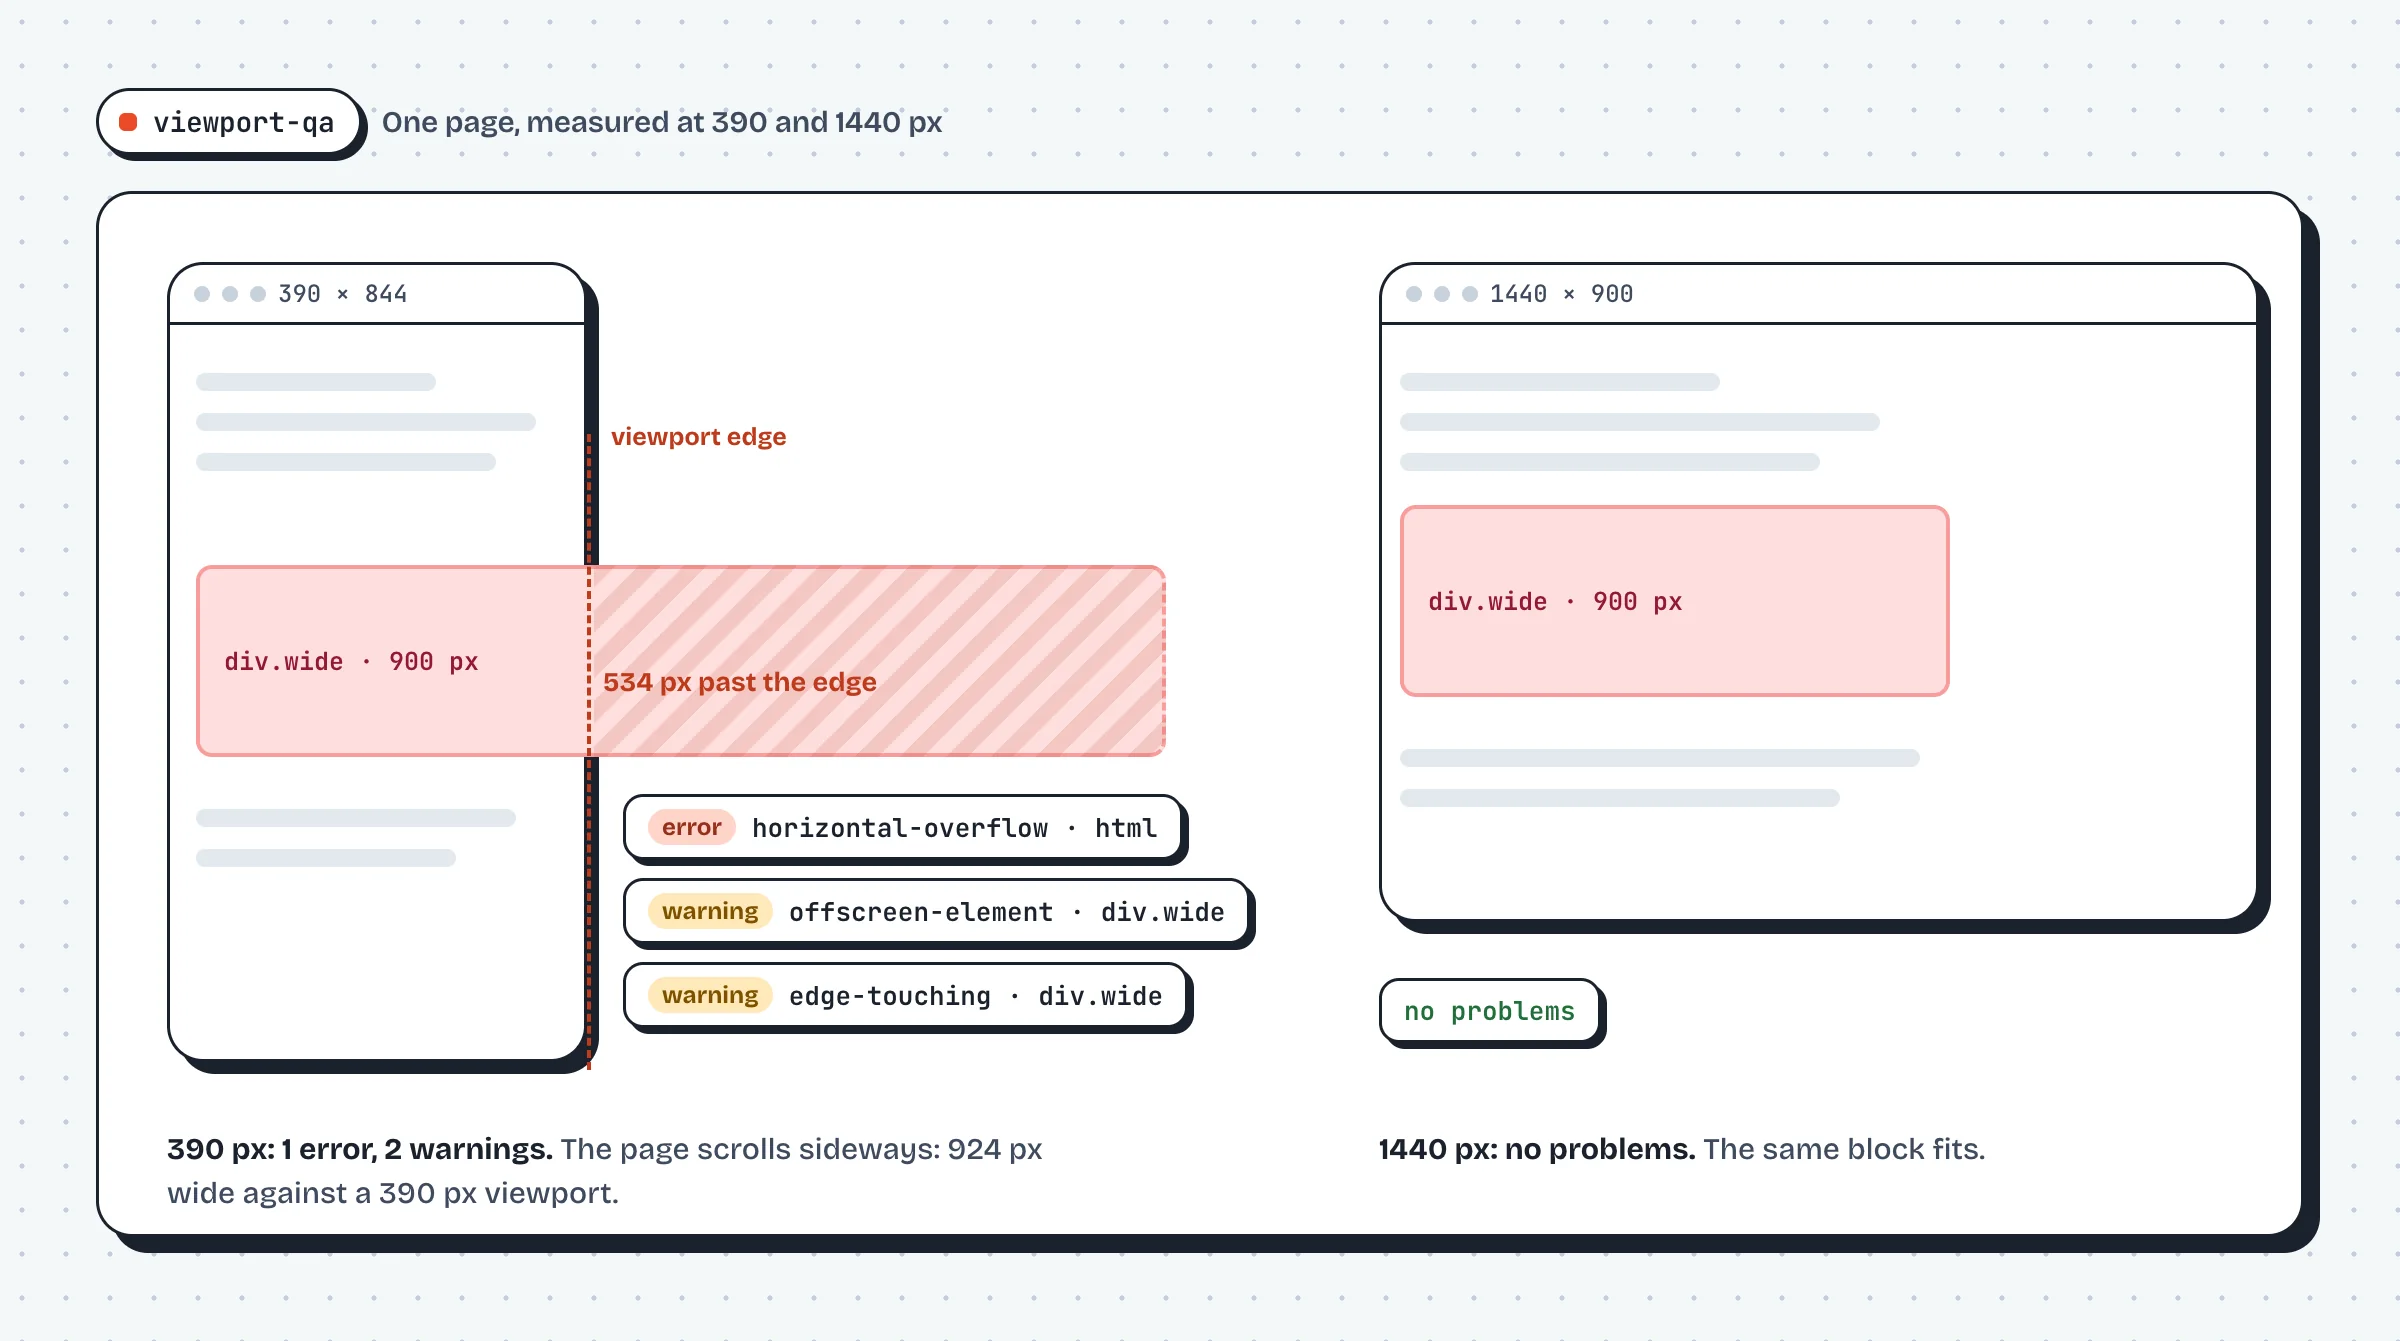 viewport-qa
One page, measured at 390 and 1440 px
390 × 844
viewport edge
div.wide · 900 px
534 px past the edge
error horizontal-overflow · html
warning offscreen-element · div.wide
warning edge-touching · div.wide
390 px: 1 error, 2 warnings. The page scrolls sideways: 924 px
wide against a 390 px viewport.
1440 × 900
div.wide · 900 px
no problems
1440 px: no problems. The same block fits.